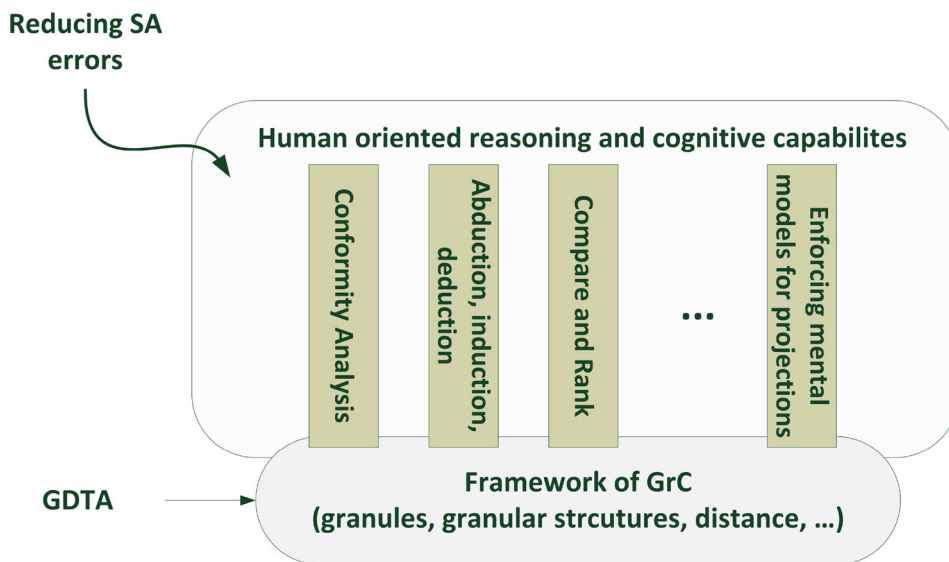 Reducing SA
errors
Human oriented reasoning and cognitive capabilites
Conformity Analysis
Abduction, induction,
deduction
Compare and Rank
...
Enforcing mental
models for projections
GDTA
Framework of GrC
(granules, granular strcutures, distance, ...)